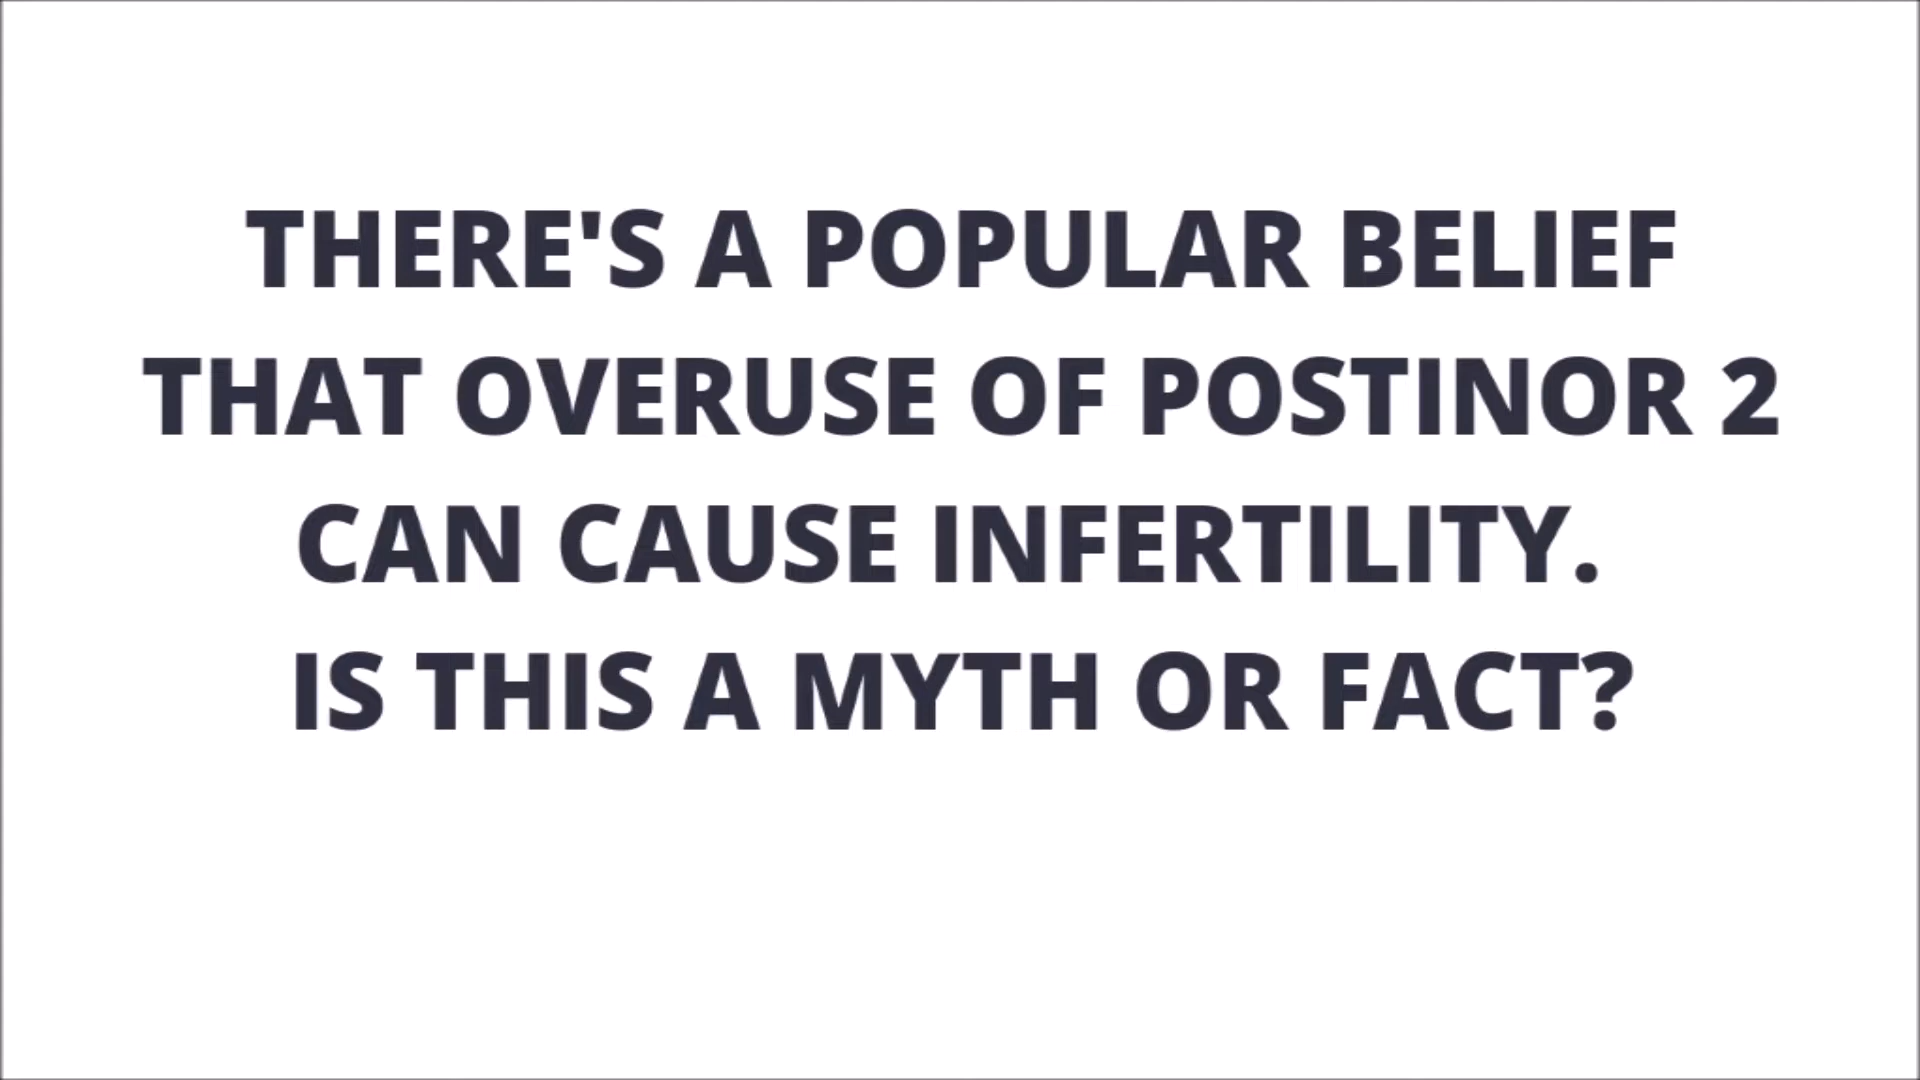 THERE'S A POPULAR BELIEF
THAT OVERUSE OF POSTINOR 2
CAN CAUSE INFERTILITY.
IS THIS A MYTH OR FACT?